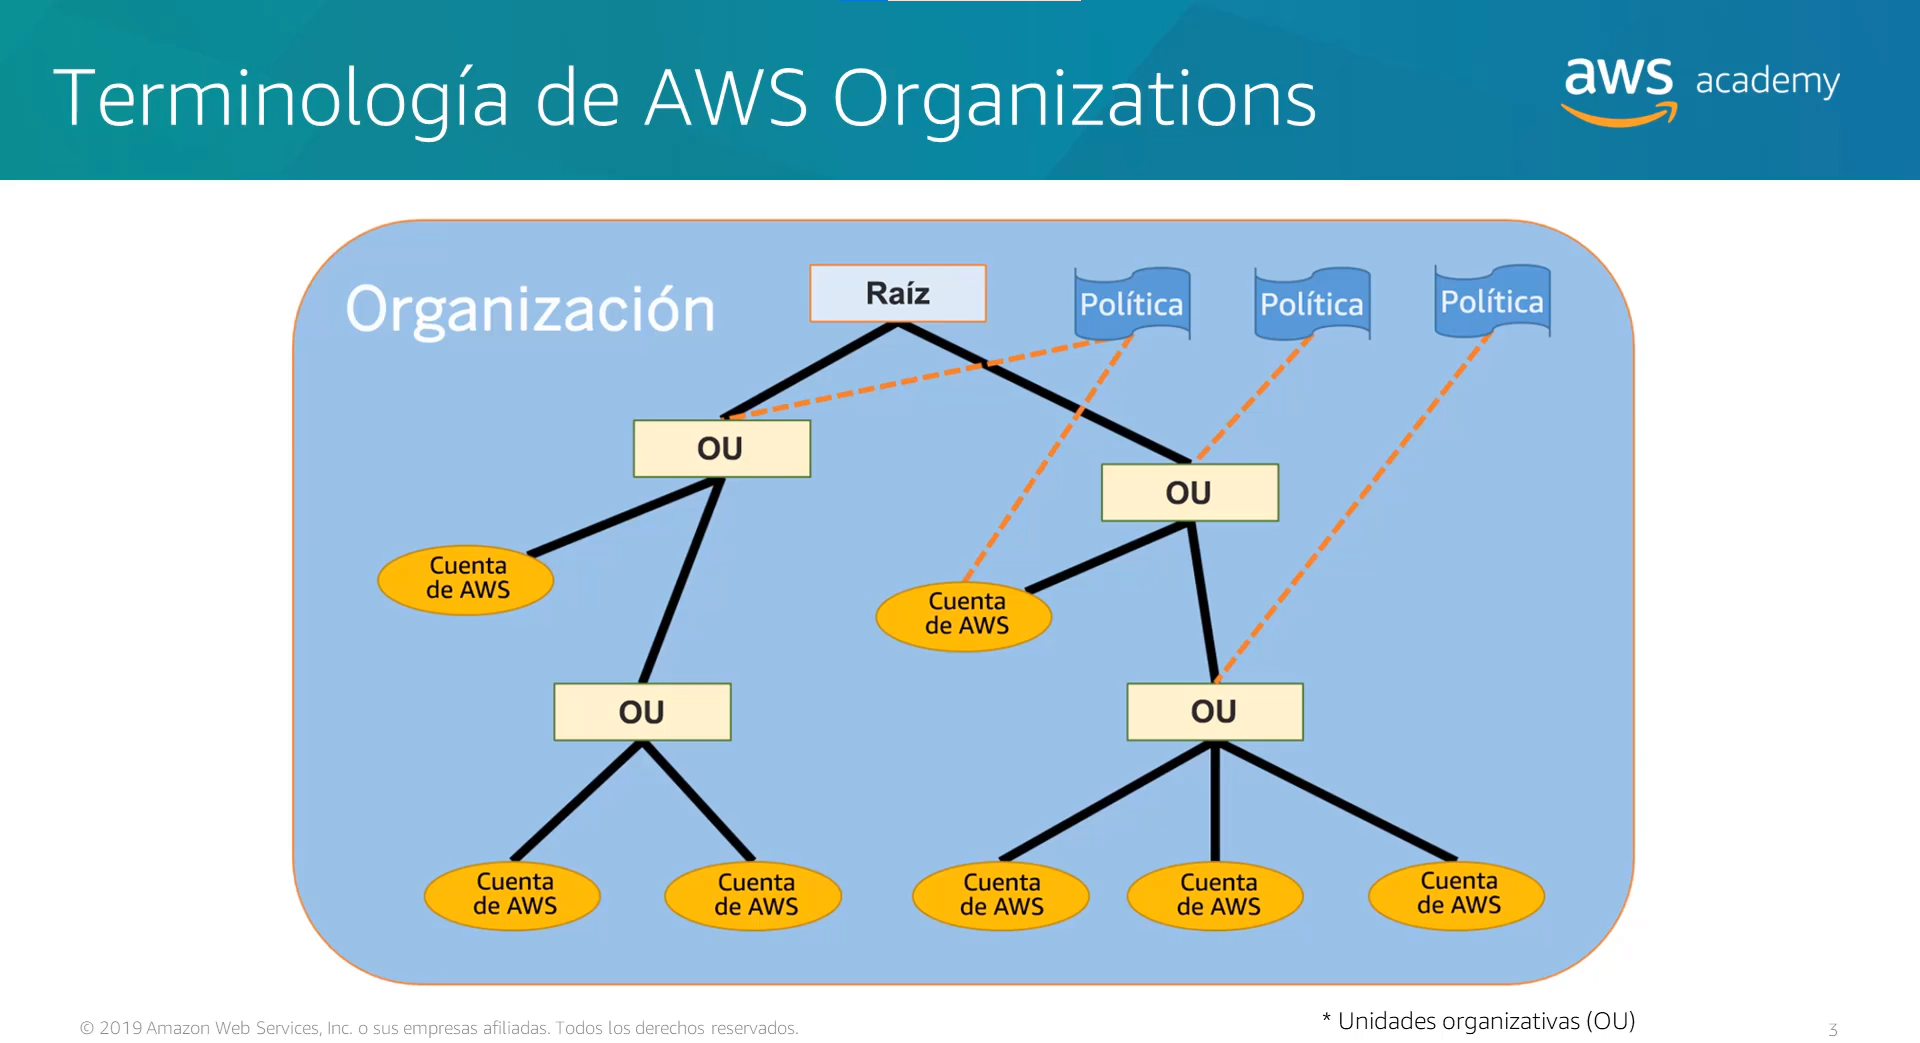 Terminología de AWS Organizations
aws academy
Organización
Raíz
Política
Política
Política
OU
OU
Cuenta
de AWS
Cuenta
de AWS
OU
OU
Cuenta
de AWS
Cuenta
de AWS
Cuenta
de AWS
Cuenta
de AWS
Cuenta
de AWS
© 2019 Amazon Web Services, Inc. o sus empresas afiliadas. Todos los derechos reservados.
* Unidades organizativas (OU)
3